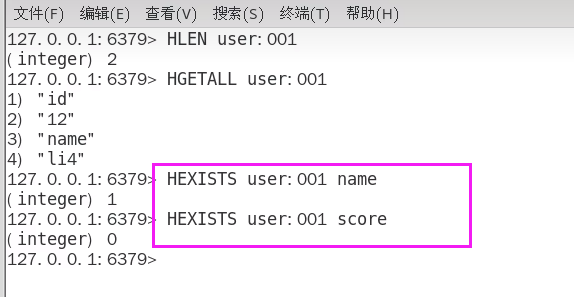 文件(F) 编辑(E) 查看(V) 搜索(S) 终端(T) 帮助(H)
127.0.0.1:6379> HLEN user:001
(integer) 2
127.0.0.1:6379> HGETALL user:001
1) "id"
2) "12"
3) "name"
4) "li4"
127.0.0.1:6379> HEXISTS user:001 name
(integer) 1
127.0.0.1:6379> HEXISTS user:001 score
(integer) 0
127.0.0.1:6379>